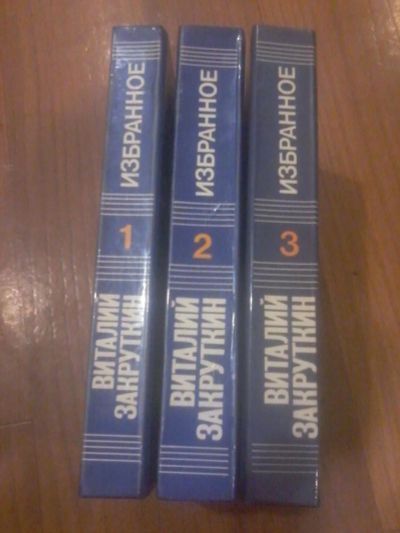 ВИТАЛИЙ
ЗАКРУТКИН
1
ИЗБРАННОЕ
ВИТАЛИЙ
ЗАКРУТКИН
2
ИЗБРАННОЕ
ВИТАЛИЙ
ЗАКРУТКИН
3
ИЗБРАННОЕ